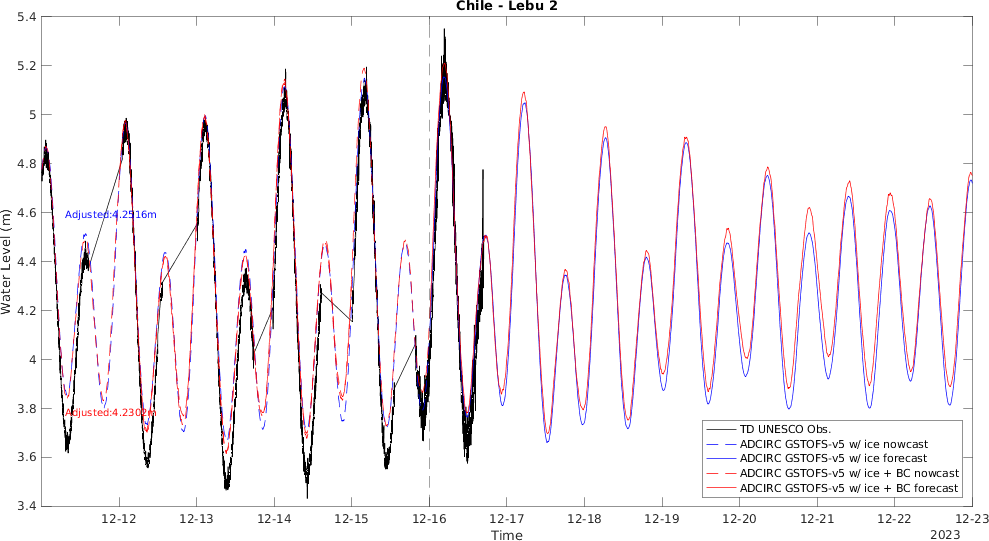 Chile - Lebu 2
5.4
5.2
5
4.8
4.6
4.4
4.2
4
3.8
3.6
3.4
Water Level (m)
Adjusted:4.2516m
Adjusted:4.2302m
TD UNESCO Obs.
ADCIRC GSTOFS-v5 w/ ice nowcast
ADCIRC GSTOFS-v5 w/ ice forecast
ADCIRC GSTOFS-v5 w/ ice + BC nowcast
ADCIRC GSTOFS-v5 w/ ice + BC forecast
12-12 12-13 12-14 12-15 12-16 12-17 12-18 12-19 12-20 12-21 12-22 12-23
Time
2023